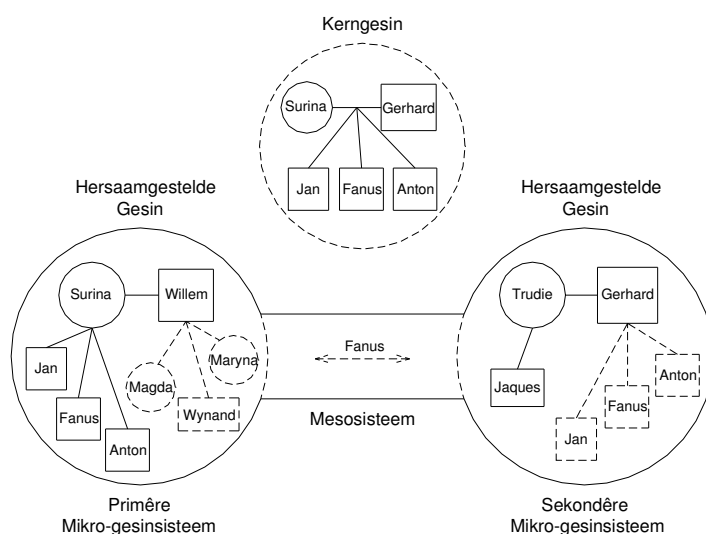 Kerngesin
Surina
Gerhard
Jan
Fanus
Anton
Hersaamgestelde
Gesin
Surina
Willem
Jan
Fanus
Anton
Magda
Maryna
Wynand
Primêre
Mikro-gesinsisteem
Fanus
Mesosisteem
Hersaamgestelde
Gesin
Trudie
Gerhard
Jaques
Jan
Fanus
Anton
Sekondêre
Mikro-gesinsisteem